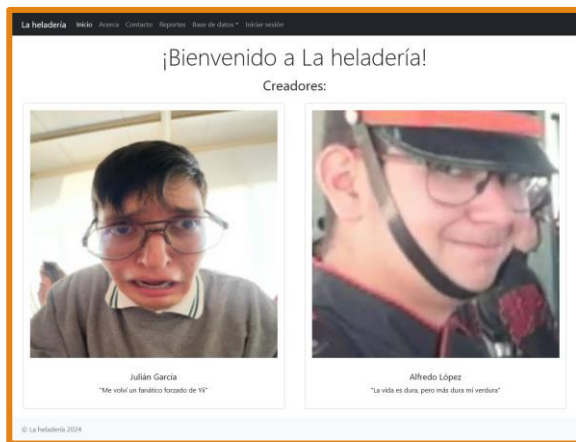 La heladería Inicio Acerca Contacto Reportes Base de datos Iniciar sesión
¡Bienvenido a La heladería!
Creadores:
Julián García
"Me volví un fanático forzado de Yii"
Alfredo López
"La vida es dura, pero más dura mi verdura"
© La heladería 2024